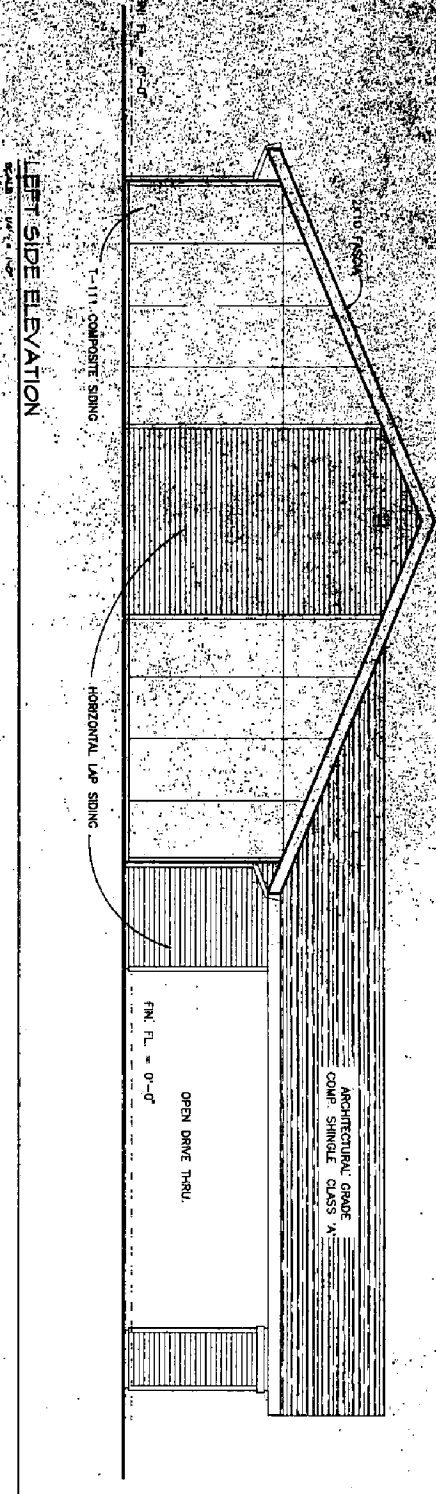 2X10 FASCIA
ARCHITECTURAL GRADE
COMP. SHINGLE CLASS 'A'
OPEN DRIVE THRU.
FIN. FL. = 0'-0"
FL. = 0'-0"
T-111 COMPOSITE SIDING
HORIZONTAL LAP SIDING
LEFT SIDE ELEVATION
SCALE